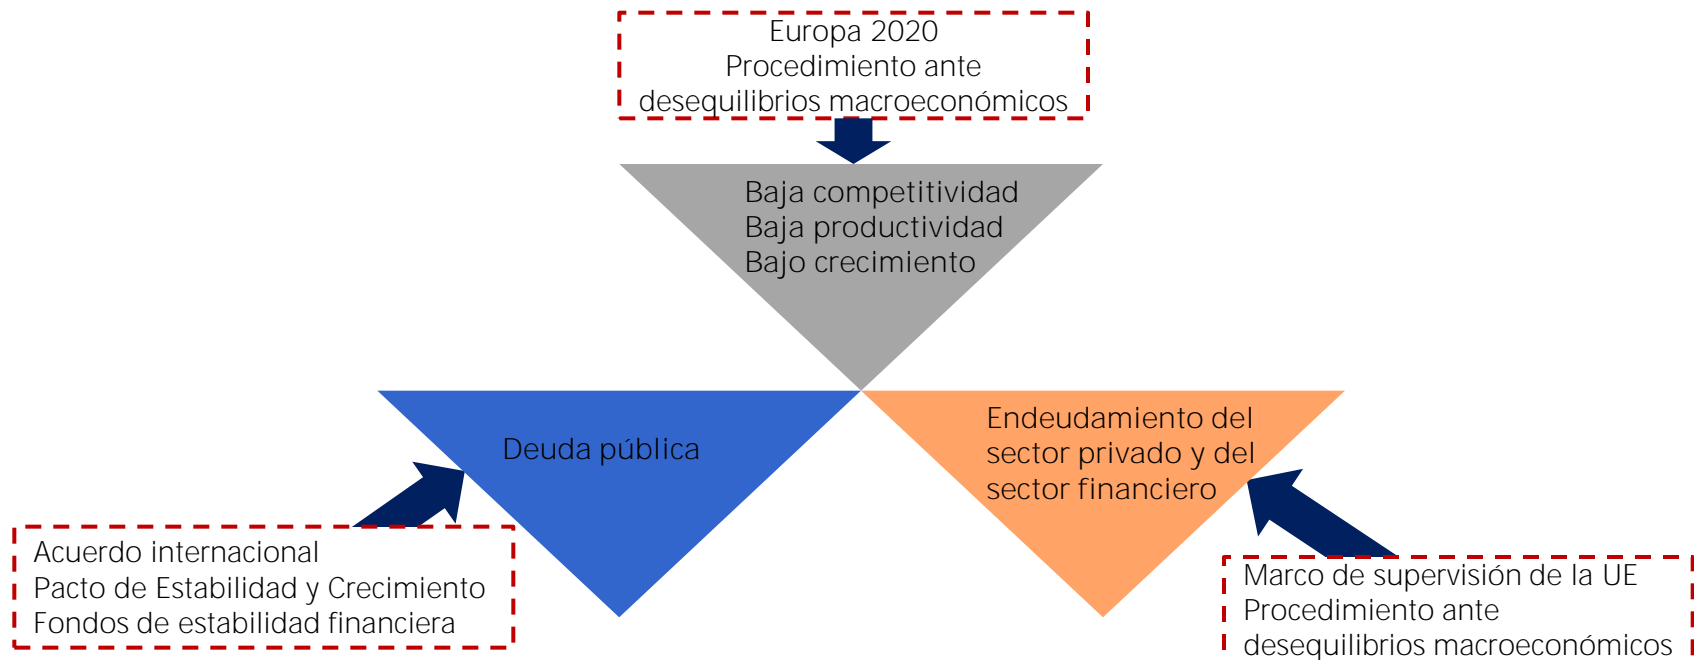 Europa 2020
Procedimiento ante
desequilibrios macroeconómicos
Baja competitividad
Baja productividad
Bajo crecimiento
Deuda pública
Endeudamiento del
sector privado y del
sector financiero
Acuerdo internacional
Pacto de Estabilidad y Crecimiento
Fondos de estabilidad financiera
Marco de supervisión de la UE
Procedimiento ante
desequilibrios macroeconómicos